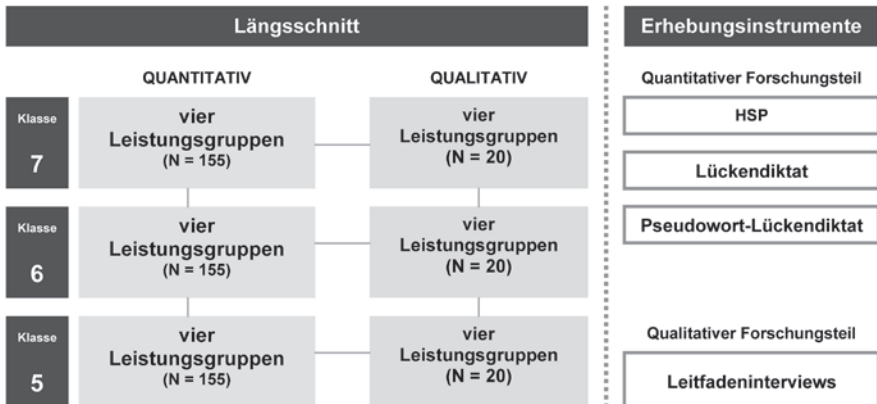 Längsschnitt
QUANTITATIV
QUALITATIV
Klasse
7
vier
Leistungsgruppen
(N = 155)
vier
Leistungsgruppen
(N = 20)
Klasse
6
vier
Leistungsgruppen
(N = 155)
vier
Leistungsgruppen
(N = 20)
Klasse
5
vier
Leistungsgruppen
(N = 155)
vier
Leistungsgruppen
(N = 20)
Erhebungsinstrumente
Quantitativer Forschungsteil
HSP
Lückendiktat
Pseudowort-Lückendiktat
Qualitativer Forschungsteil
Leitfadeninterviews